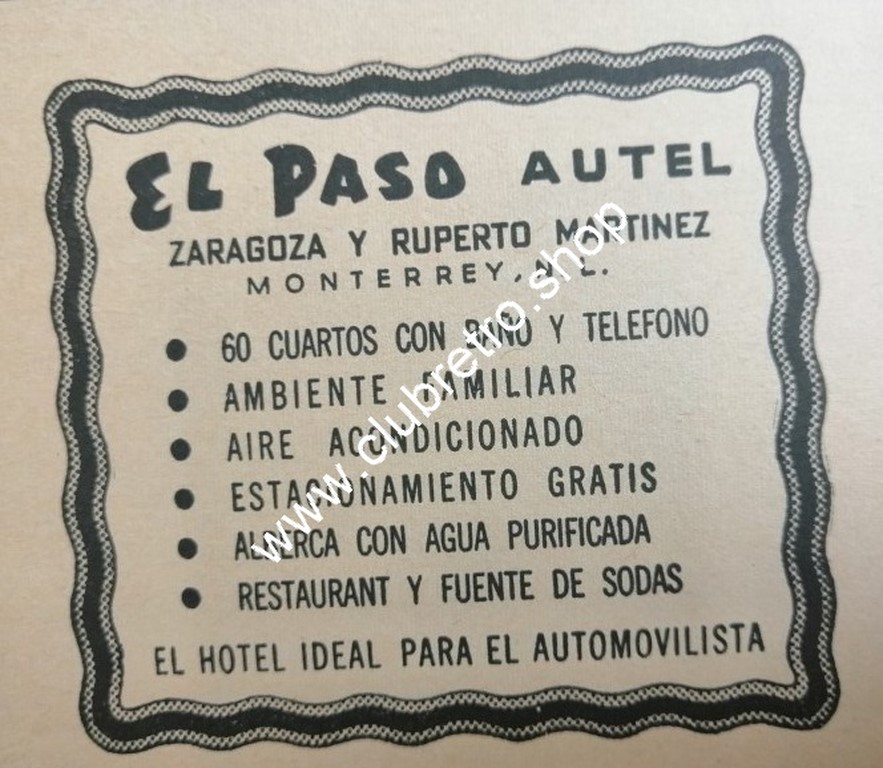 EL PASO AUTEL
ZARAGOZA Y RUPERTO MARTINEZ
MONTERREY, N. L.
• 60 CUARTOS CON BAÑO Y TELEFONO
• AMBIENTE FAMILIAR
• AIRE ACONDICIONADO
• ESTACIONAMIENTO GRATIS
• ALBERCA CON AGUA PURIFICADA
• RESTAURANT Y FUENTE DE SODAS
EL HOTEL IDEAL PARA EL AUTOMOVILISTA
www.clubretro.shop